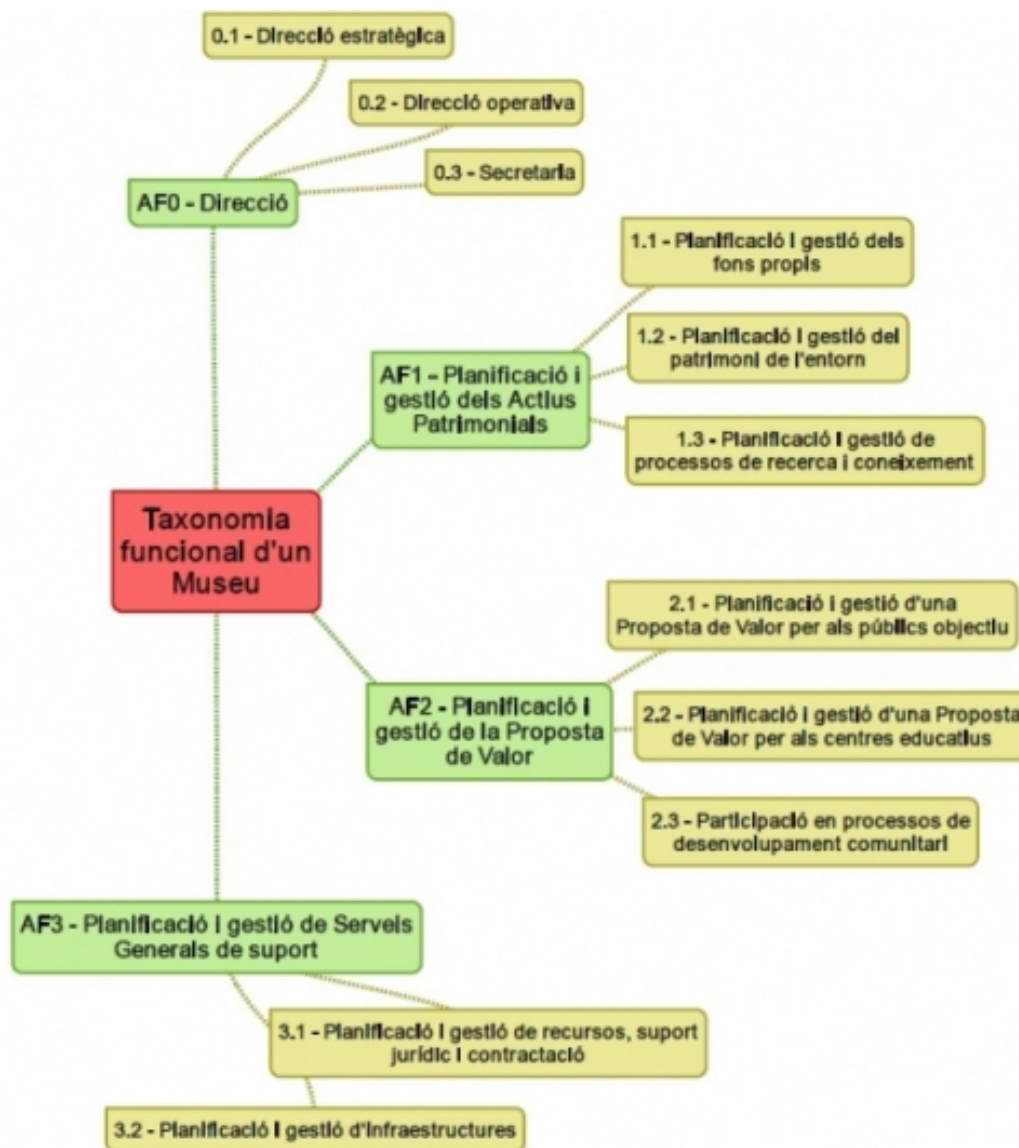 0.1 - Direcció estratègica
0.2 - Direcció operativa
0.3 - Secretaria
AF0 - Direcció
1.1 - Planificació i gestió dels
fons propis
1.2 - Planificació i gestió del
patrimoni de l'entorn
AF1 - Planificació i
gestió dels Actius
Patrimonials
1.3 - Planificació i gestió de
processos de recerca i coneixement
Taxonomia
funcional d'un
Museu
2.1 - Planificació i gestió d'una
Proposta de Valor per als públics objectiu
AF2 - Planificació i
gestió de la Proposta
de Valor
2.2 - Planificació i gestió d'una Proposta
de Valor per als centres educatius
2.3 - Participació en processos de
desenvolupament comunitari
AF3 - Planificació i gestió de Serveis
Generals de suport
3.1 - Planificació i gestió de recursos, suport
jurídic i contractació
3.2 - Planificació i gestió d'infraestructures